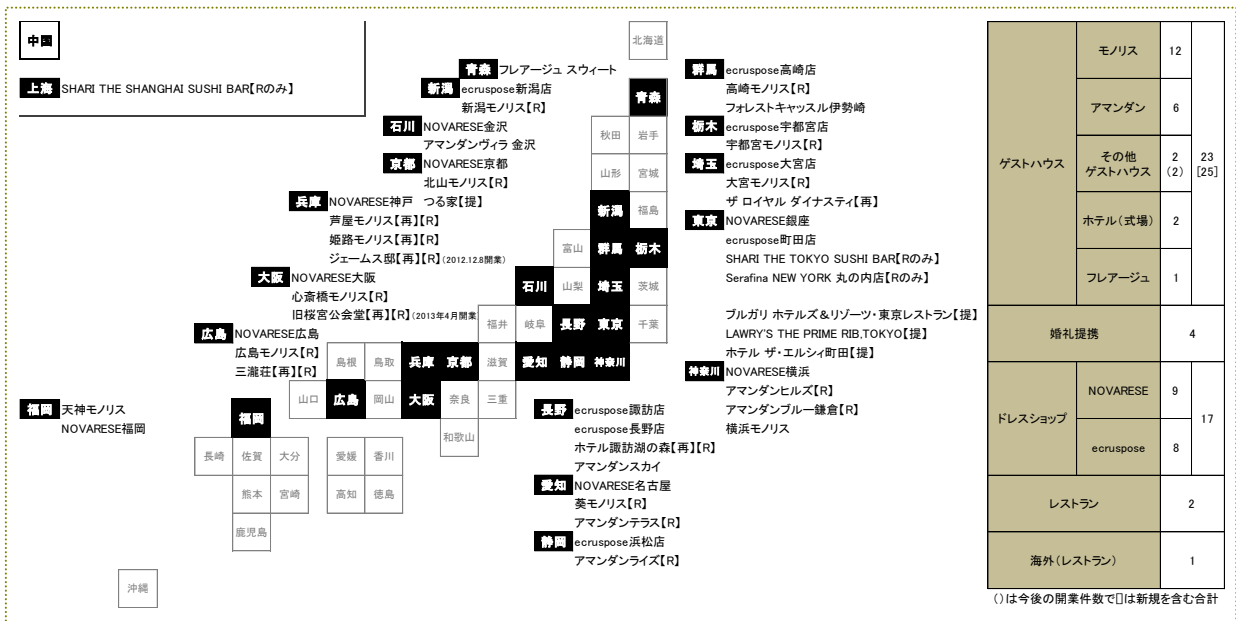 中国
上海 SHARI THE SHANGHAI SUSHI BAR【Rのみ】
青森 フレアージュ スウィート
新潟 ecruspose新潟店
新潟モノリス【R】
石川 NOVARESE金沢
アマンダンヴィラ 金沢
京都 NOVARESE京都
北山モノリス【R】
つる家【提】
兵庫 NOVARESE神戸
芦屋モノリス【再】【R】
姫路モノリス【再】【R】
ジェームス邸【再】【R】(2012.12.8開業)
大阪 NOVARESE大阪
心斎橋モノリス【R】
旧桜宮公会堂【再】【R】(2013年4月開業)
広島 NOVARESE広島
広島モノリス【R】
三瀧荘【再】【R】
福岡 天神モノリス
NOVARESE福岡
群馬 ecruspose高崎店
高崎モノリス【R】
フォレストキャッスル伊勢崎
栃木 ecruspose宇都宮店
宇都宮モノリス【R】
埼玉 ecruspose大宮店
大宮モノリス【R】
ザ ロイヤル ダイナスティ【再】
東京 NOVARESE銀座
ecruspose町田店
SHARI THE TOKYO SUSHI BAR【Rのみ】
Serafina NEW YORK 丸の内店【Rのみ】
ブルガリ ホテルズ&リゾーツ・東京レストラン【提】
LAWRY'S THE PRIME RIB,TOKYO【提】
ホテル ザ・エルシィ町田【提】
神奈川 NOVARESE横浜
アマンダンヒルズ【R】
アマンダンブルー鎌倉【R】
横浜モノリス
長野 ecruspose諏訪店
ecruspose長野店
ホテル諏訪湖の森【再】【R】
アマンダンスカイ
愛知 NOVARESE名古屋
葵モノリス【R】
アマンダンテラス【R】
静岡 ecruspose浜松店
アマンダンライズ【R】
北海道
青森
秋田 岩手
山形 宮城
新潟 福島
富山 群馬 栃木
石川 山梨 埼玉 茨城
福井 岐阜 長野 東京 千葉
島根 鳥取 兵庫 京都 滋賀 愛知 静岡 神奈川
山口 広島 岡山 大阪 奈良 三重
福岡 和歌山
長崎 佐賀 大分 愛媛 香川
熊本 宮崎 高知 徳島
鹿児島
沖縄
ゲストハウス
モノリス 12
アマンダン 6
その他
ゲストハウス
2
(2)
ホテル(式場) 2
フレアージュ 1
23
[25]
婚礼提携 4
ドレスショップ
NOVARESE 9
ecruspose 8
17
レストラン 2
海外(レストラン) 1
()は今後の開業件数で[]は新規を含む合計